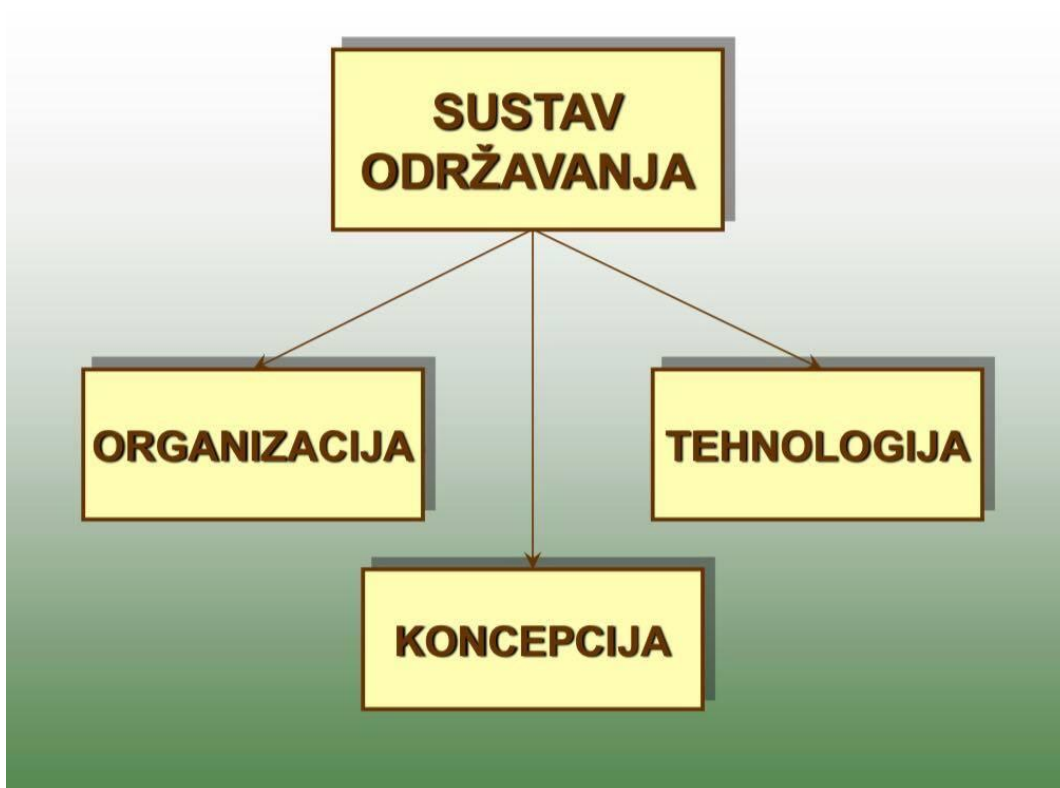 SUSTAV
ODRŽAVANJA
ORGANIZACIJA
TEHNOLOGIJA
KONCEPCIJA